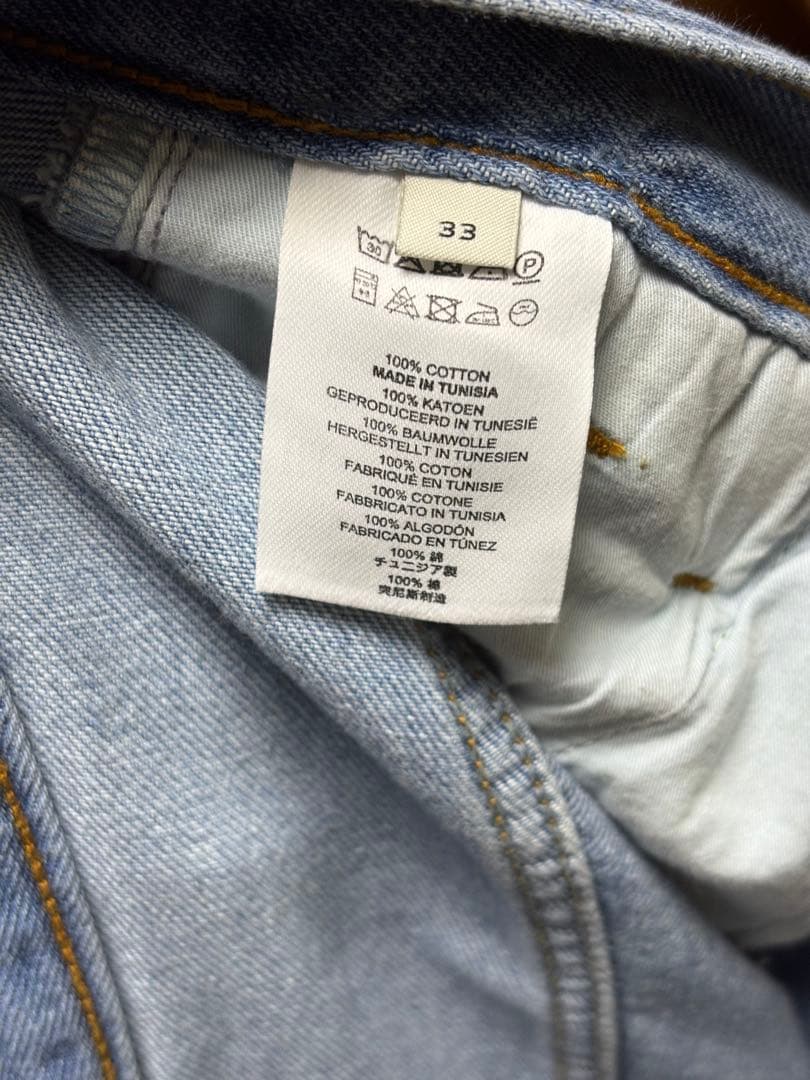 33
30
P
100% COTTON
MADE IN TUNISIA
100% KATOEN
GEPRODUCEERD IN TUNESIË
100% BAUMWOLLE
HERGESTELLT IN TUNESIEN
100% COTON
FABRIQUÉ EN TUNISIE
100% COTONE
FABBRICATO IN TUNISIA
100% ALGODÓN
FABRICADO EN TÚNEZ
100% 綿
チュニジア製
100% 棉
突尼斯制造